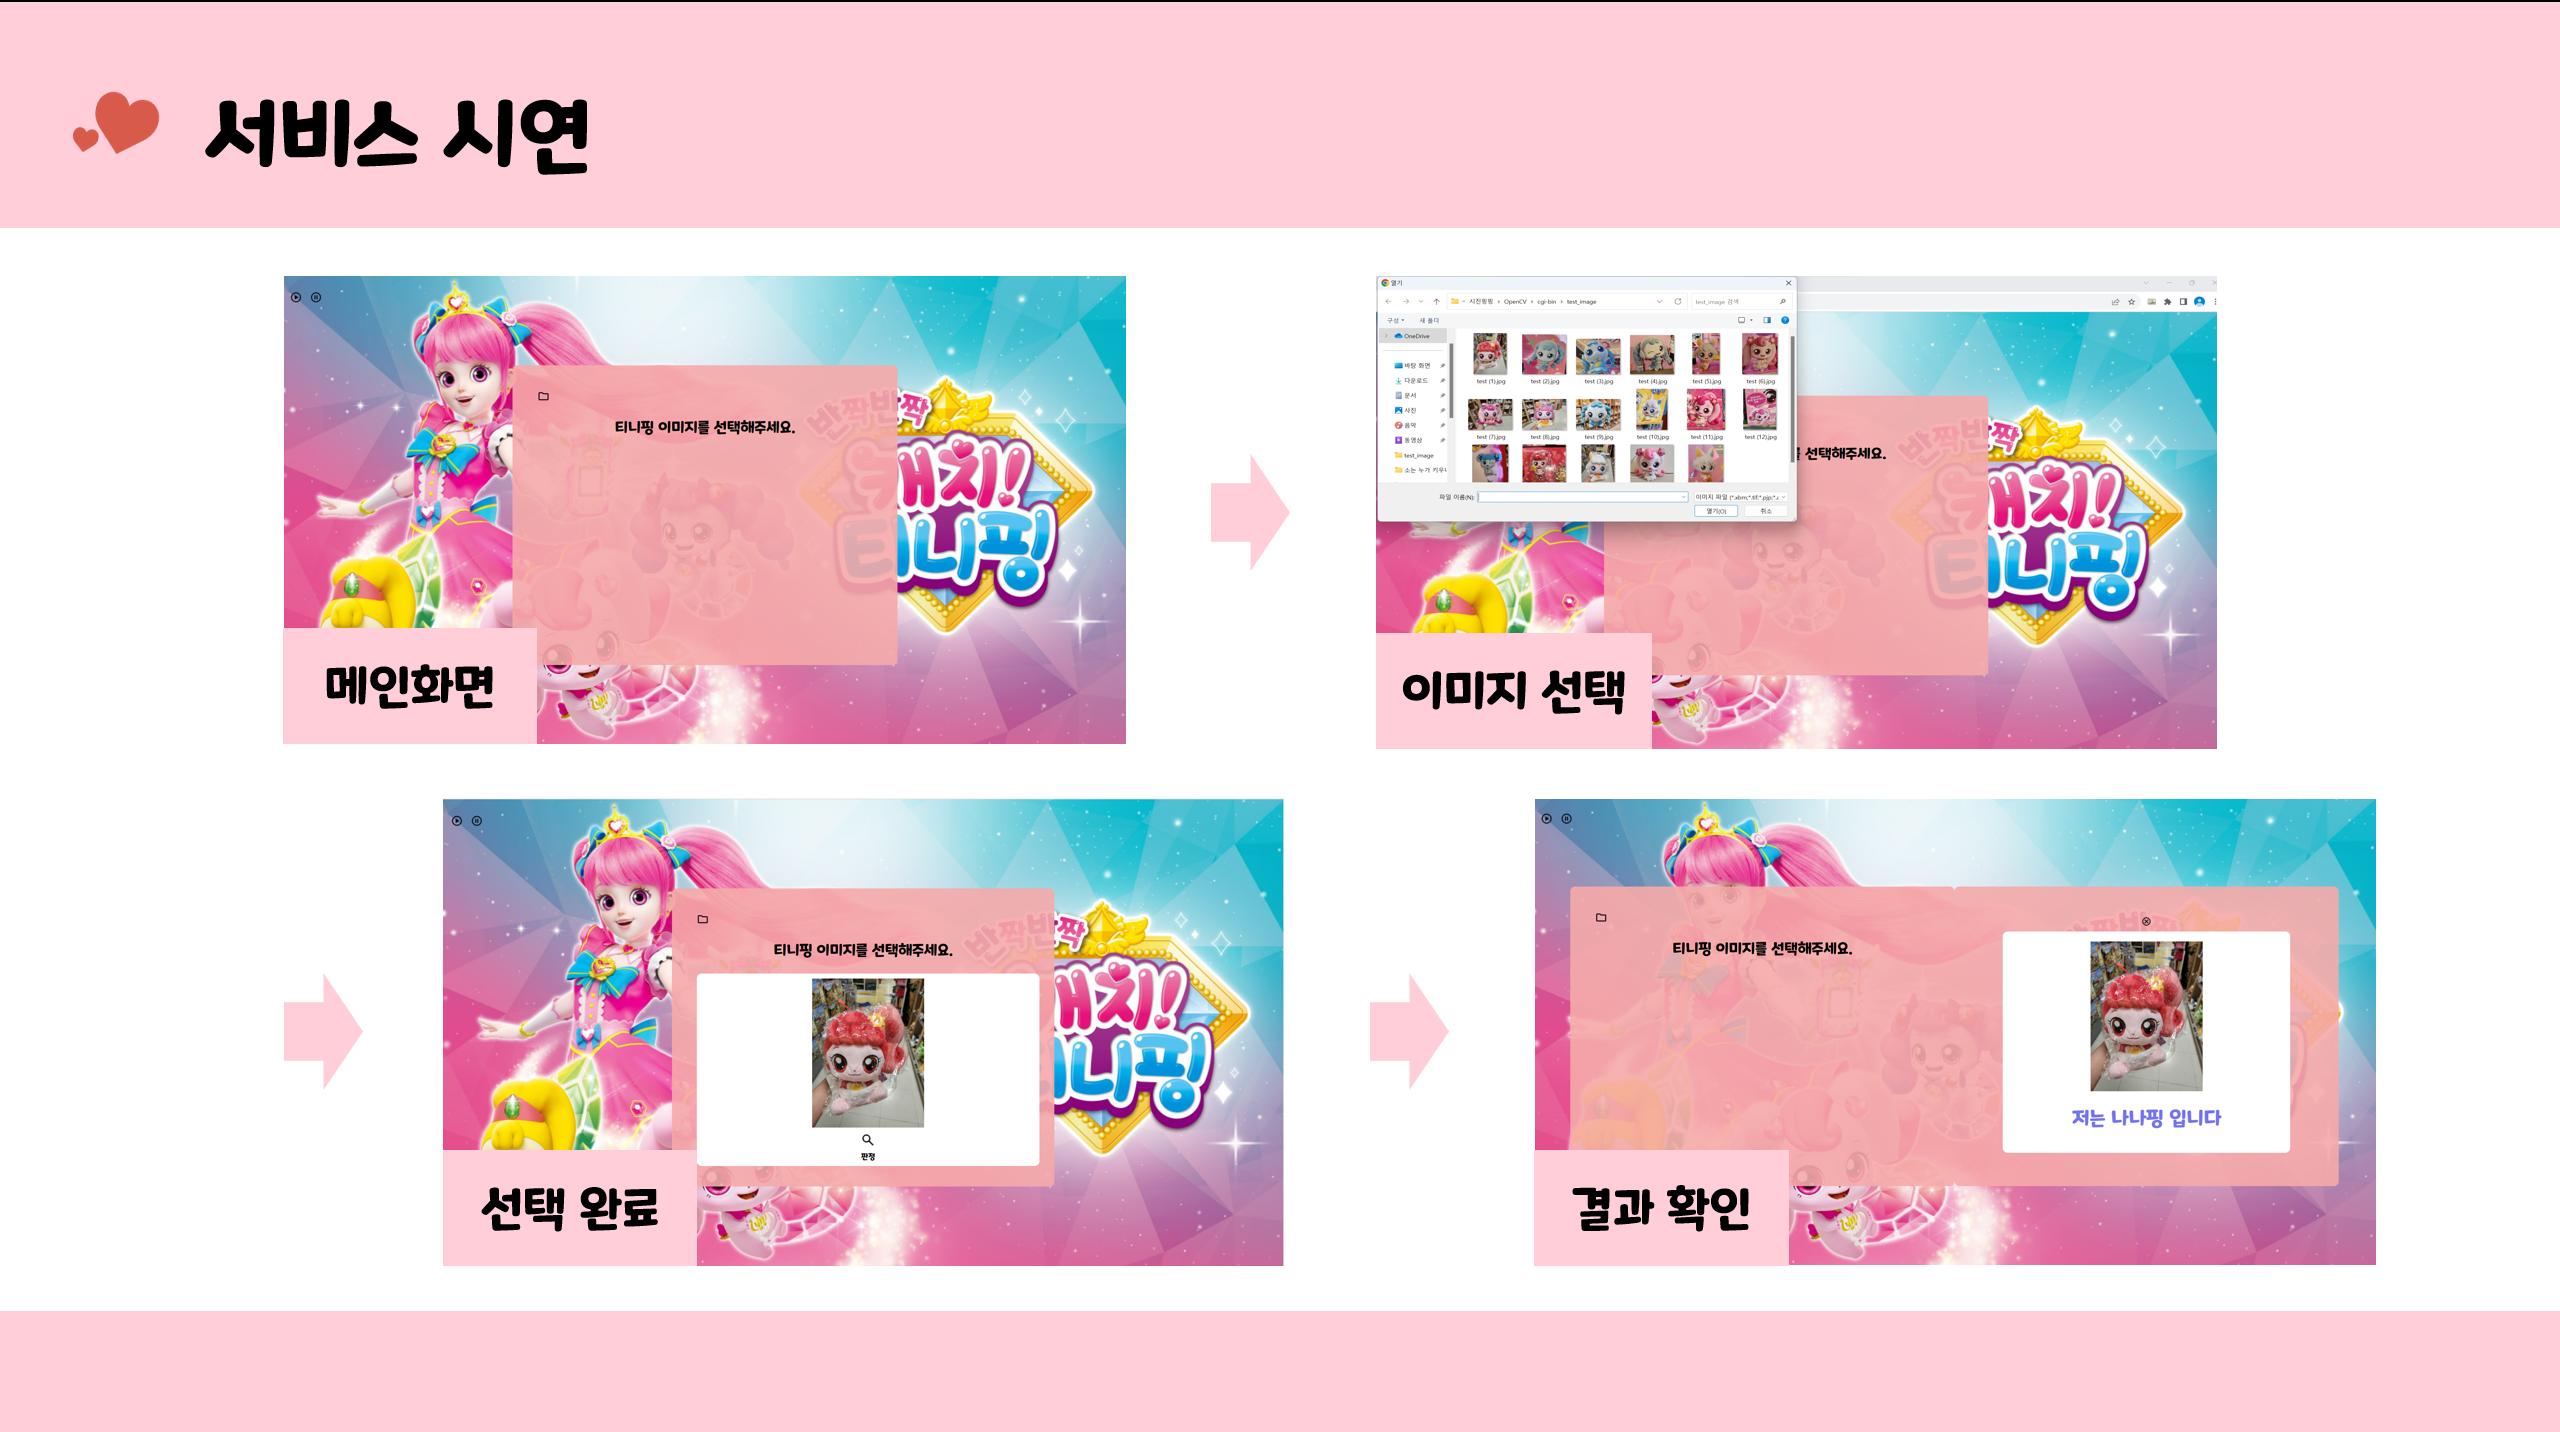 서비스 시연
티니핑 이미지를 선택해주세요.
반짝반짝
캐치!
티니핑
메인화면
열기
시진핑핑 > OpenCV > cgi-bin > test_image
test_image 검색
구성
새 폴더
OneDrive
바탕 화면
다운로드
문서
사진
음악
동영상
test_image
소는 누가 키우니
test (1).jpg
test (2).jpg
test (3).jpg
test (4).jpg
test (5).jpg
test (6).jpg
test (7).jpg
test (8).jpg
test (9).jpg
test (10).jpg
test (11).jpg
test (12).jpg
파일 이름(N):
이미지 파일 (*.xbm;*.tif;*.pjp;*.
열기(O)
취소
선택해주세요.
반짝반짝
캐치!
티니핑
이미지 선택
티니핑 이미지를 선택해주세요.
반짝반짝
캐치!
티니핑
판정
선택 완료
티니핑 이미지를 선택해주세요.
저는 나나핑 입니다
결과 확인